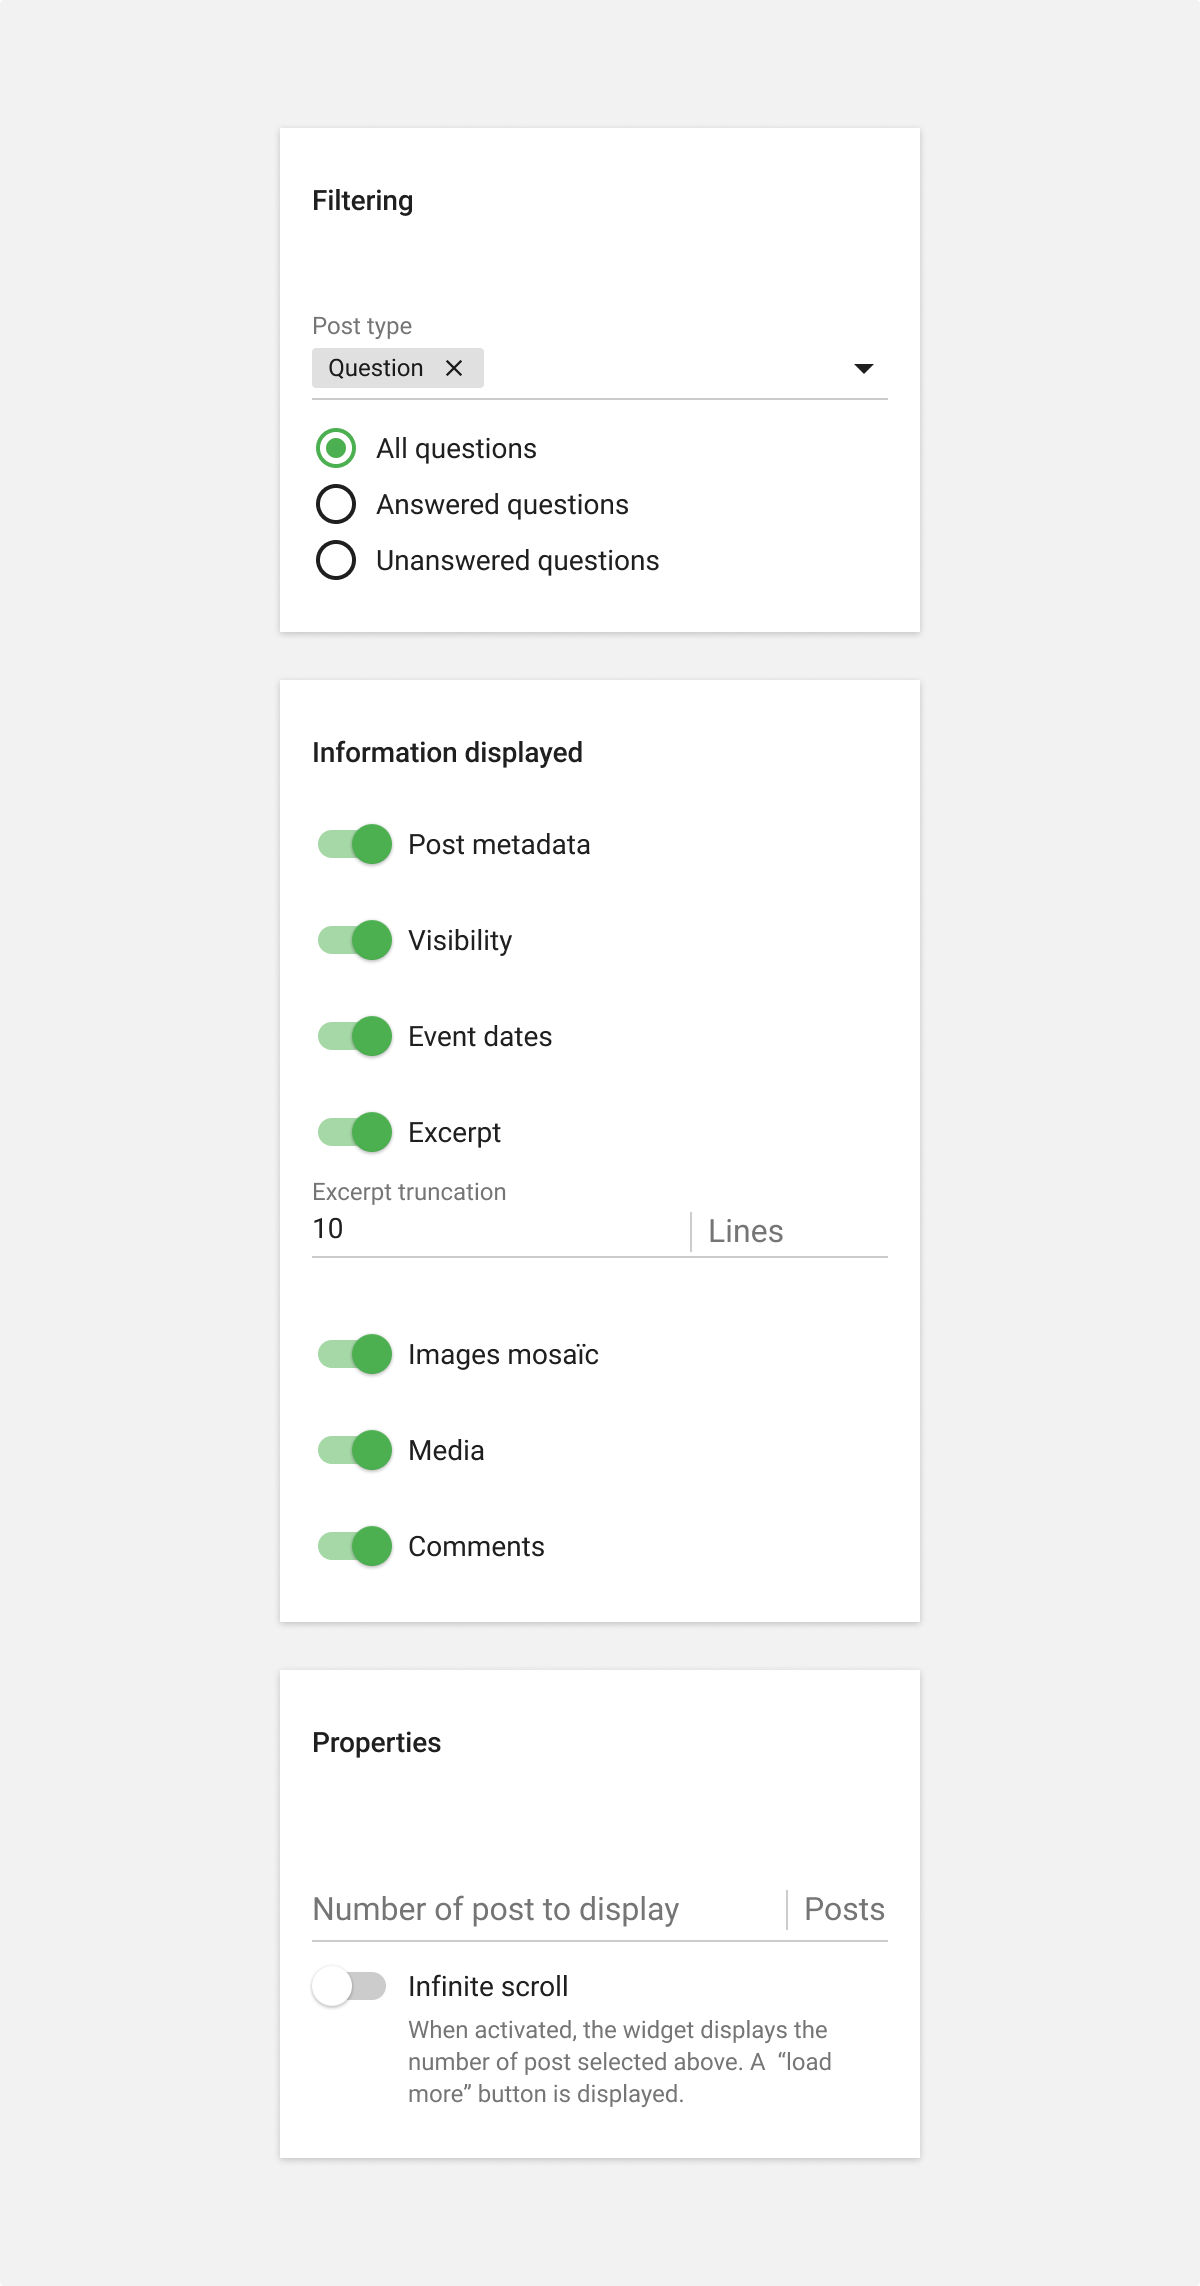 Filtering
Post type
Question
All questions
Answered questions
Unanswered questions
Information displayed
Post metadata
Visibility
Event dates
Excerpt
Excerpt truncation
10 Lines
Images mosaïc
Media
Comments
Properties
Number of post to display Posts
Infinite scroll
When activated, the widget displays the
number of post selected above. A “load
more” button is displayed.